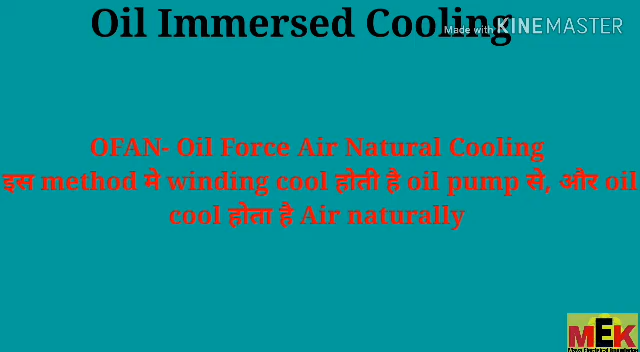 Oil Immersed Cooling
Made with KINEMASTER
OFAN- Oil Force Air Natural Cooling
इस method मे winding cool होती है oil pump से, और oil
cool होता है Air naturally
MEK